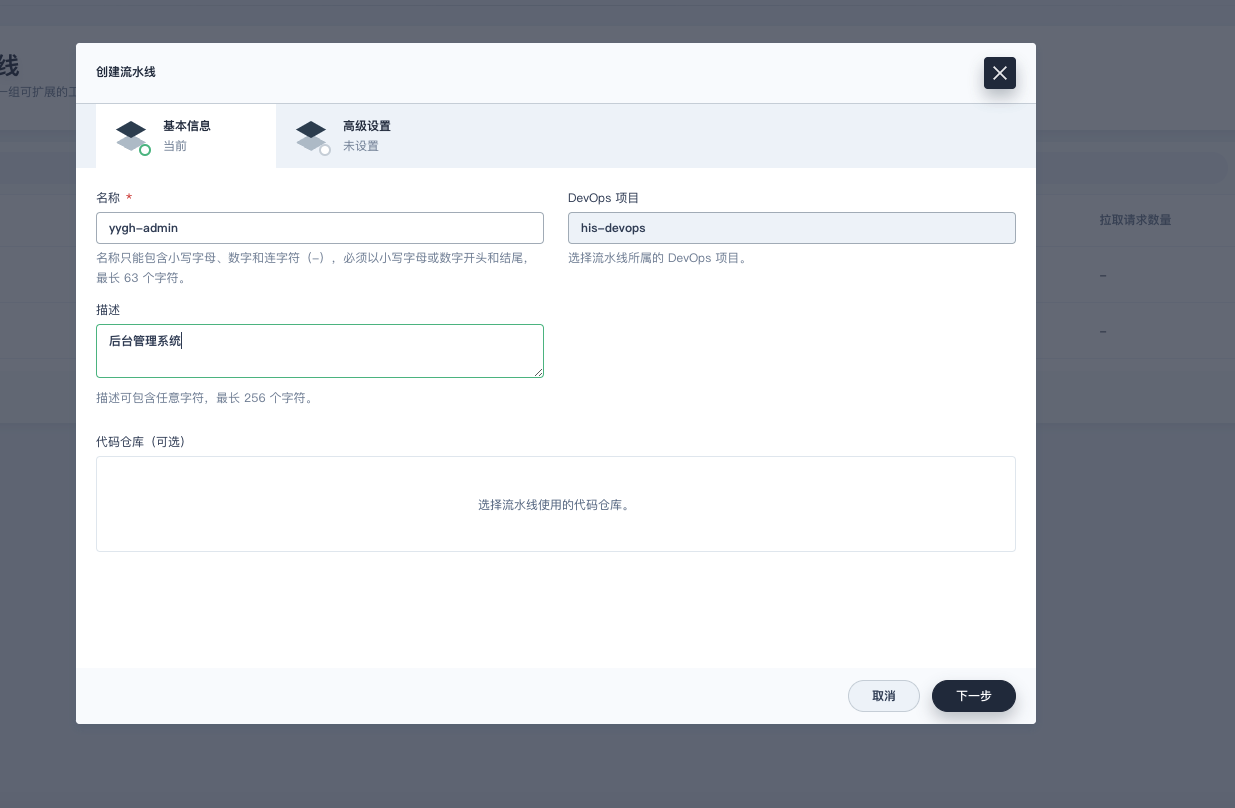 线
一组可扩展的工
创建流水线
基本信息
当前
高级设置
未设置
名称 *
yygh-admin
名称只能包含小写字母、数字和连字符（-），必须以小写字母或数字开头和结尾，
最长 63 个字符。
DevOps 项目
his-devops
选择流水线所属的 DevOps 项目。
描述
后台管理系统
描述可包含任意字符，最长 256 个字符。
代码仓库（可选）
选择流水线使用的代码仓库。
取消
下一步
拉取请求数量
-
-